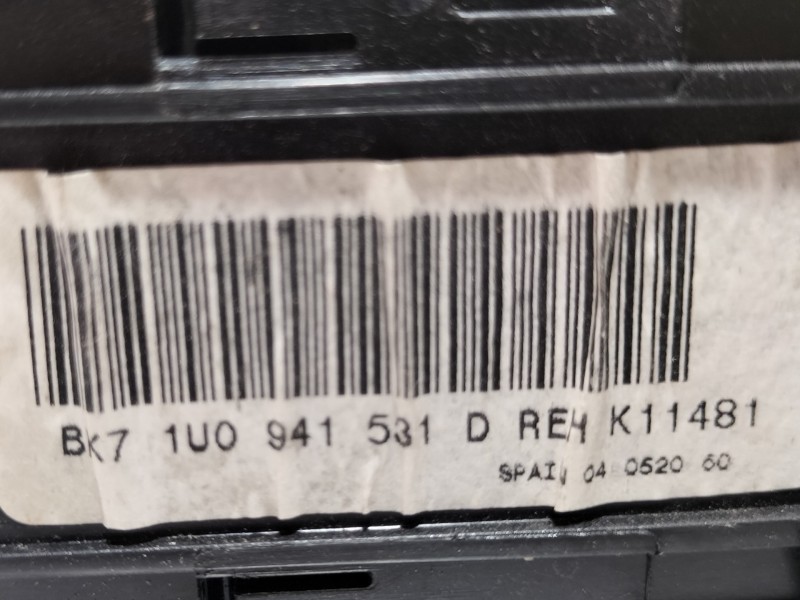 BK7 1U0 941 531 D REH K11481
SPAIN 04 0520 60